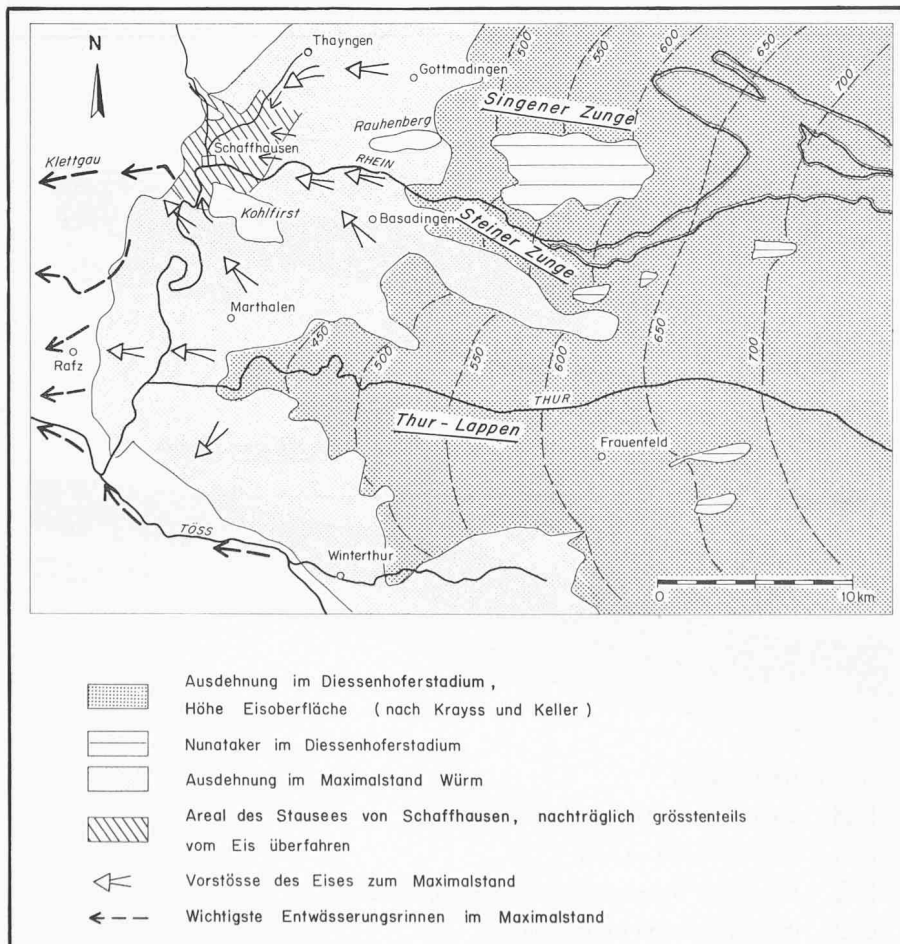 N
Thayngen
Gottmadingen
500
550
600
650
700
Singener Zunge
Rauhenberg
Schaffhausen
Klettgau
RHEIN
Kohlfirst
Basadingen
Steiner Zunge
Marthalen
450
500
550
600
650
700
Rafz
THUR
Thur - Lappen
Frauenfeld
TÖSS
Winterthur
0 10 km
Ausdehnung im Diessenhoferstadium ,
Höhe Eisoberfläche ( nach Krayss und Keller )
Nunataker im Diessenhoferstadium
Ausdehnung im Maximalstand Würm
Areal des Stausees von Schaffhausen , nachträglich grösstenteils
vom Eis überfahren
Vorstösse des Eises zum Maximalstand
Wichtigste Entwässerungsrinnen im Maximalstand